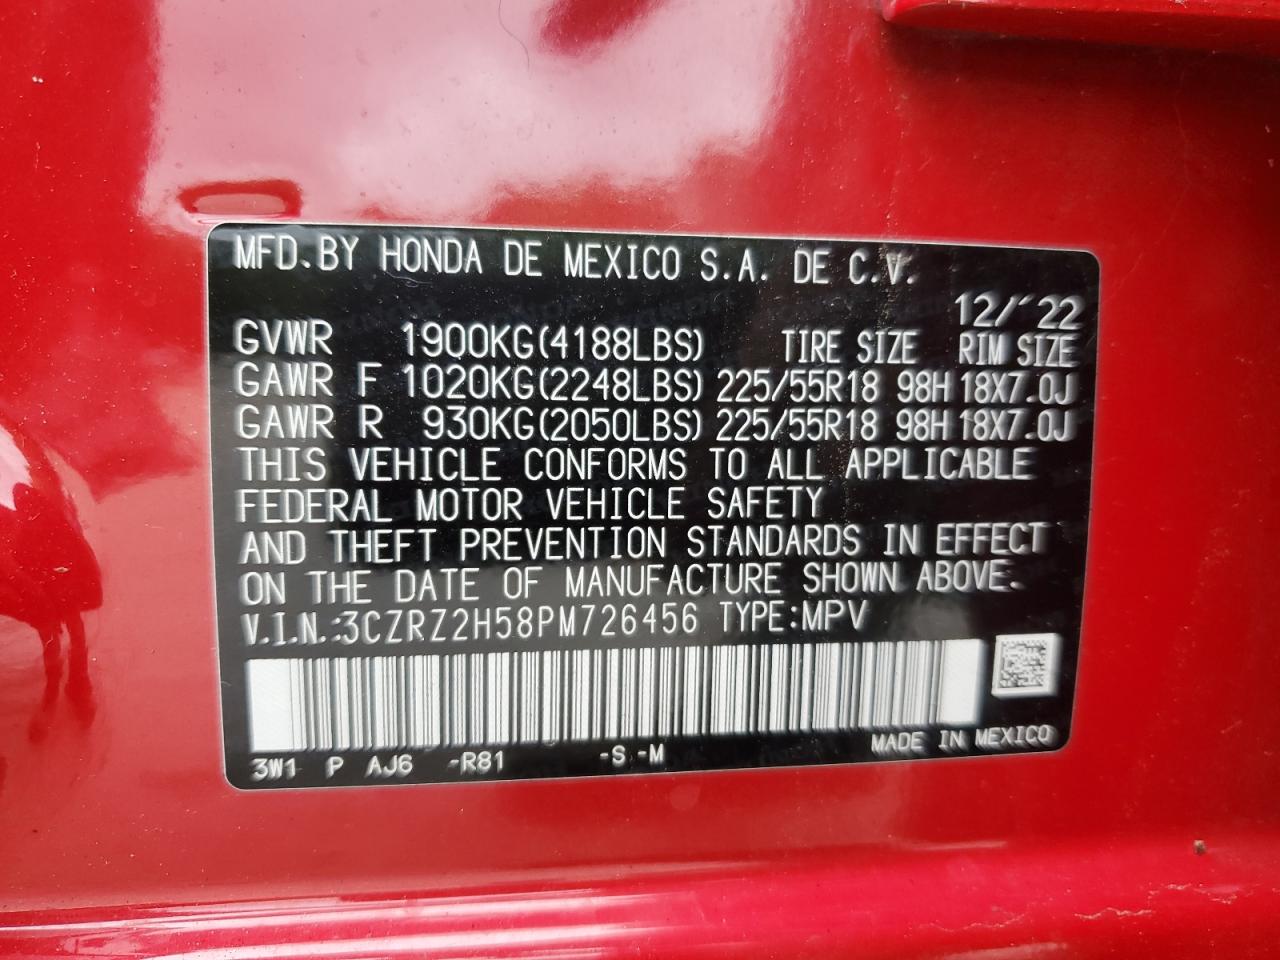 MFD.BY HONDA DE MEXICO S.A. DE C.V.
12/'22
GVWR 1900KG(4188LBS) TIRE SIZE RIM SIZE
GAWR F 1020KG(2248LBS) 225/55R18 98H 18X7.0J
GAWR R 930KG(2050LBS) 225/55R18 98H 18X7.0J
THIS VEHICLE CONFORMS TO ALL APPLICABLE
FEDERAL MOTOR VEHICLE SAFETY
AND THEFT PREVENTION STANDARDS IN EFFECT
ON THE DATE OF MANUFACTURE SHOWN ABOVE.
V.I.N.:3CZRZ2H58PM726456 TYPE:MPV
MADE IN MEXICO
3W1 P AJ6 -R81 -S -M